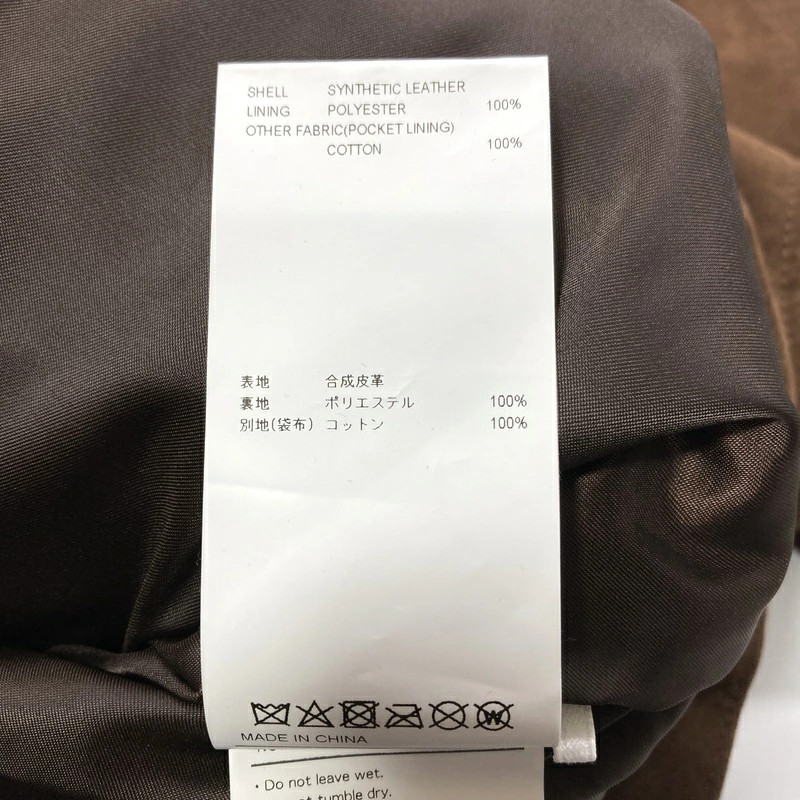 SHELL SYNTHETIC LEATHER
LINING POLYESTER 100%
OTHER FABRIC(POCKET LINING)
COTTON 100%
表地 合成皮革
裏地 ポリエステル 100%
別地(袋布) コットン 100%
W
MADE IN CHINA
・Do not leave wet.
tumble dry.